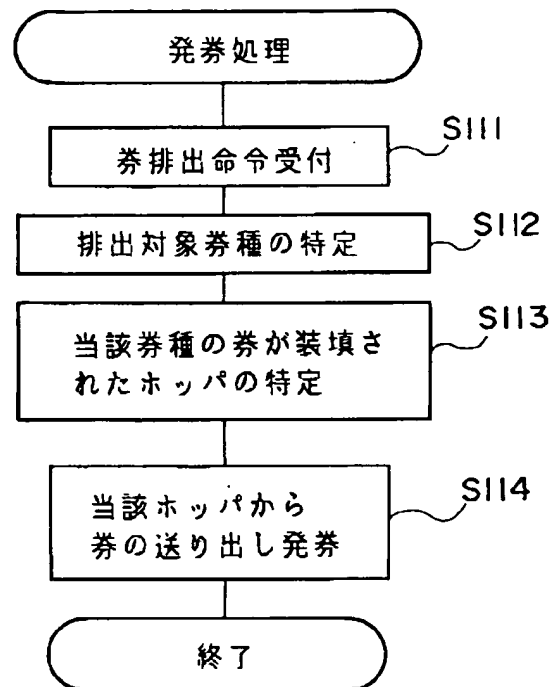 発券処理
S111
券排出命令受付
S112
排出対象券種の特定
S113
当該券種の券が装填さ
れたホッパの特定
S114
当該ホッパから
券の送り出し発券
終了